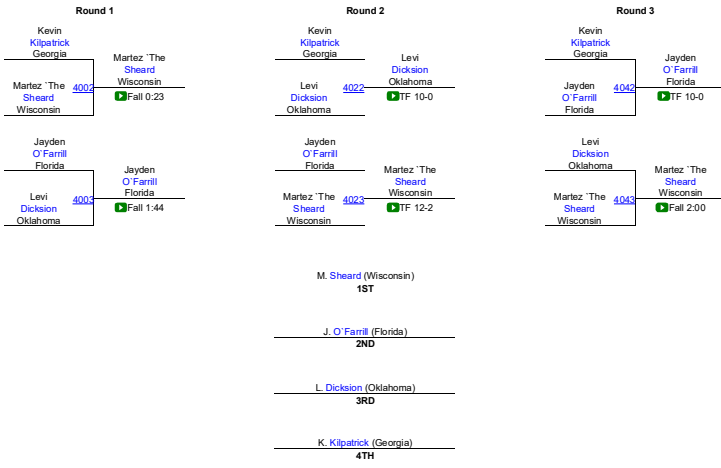 Round 1
Kevin
Kilpatrick
Georgia
Martez `The
Sheard
Wisconsin
4002
Martez `The
Sheard
Wisconsin
Fall 0:23
Jayden
O`Farrill
Florida
Levi
Dicksion
Oklahoma
4003
Jayden
O`Farrill
Florida
Fall 1:44
Round 2
Kevin
Kilpatrick
Georgia
Levi
Dicksion
Oklahoma
4022
Levi
Dicksion
Oklahoma
TF 10-0
Jayden
O`Farrill
Florida
Martez `The
Sheard
Wisconsin
4023
Martez `The
Sheard
Wisconsin
TF 12-2
Round 3
Kevin
Kilpatrick
Georgia
Jayden
O`Farrill
Florida
4042
Jayden
O`Farrill
Florida
TF 10-0
Levi
Dicksion
Oklahoma
Martez `The
Sheard
Wisconsin
4043
Martez `The
Sheard
Wisconsin
Fall 2:00
M. Sheard (Wisconsin)
1ST
J. O`Farrill (Florida)
2ND
L. Dicksion (Oklahoma)
3RD
K. Kilpatrick (Georgia)
4TH